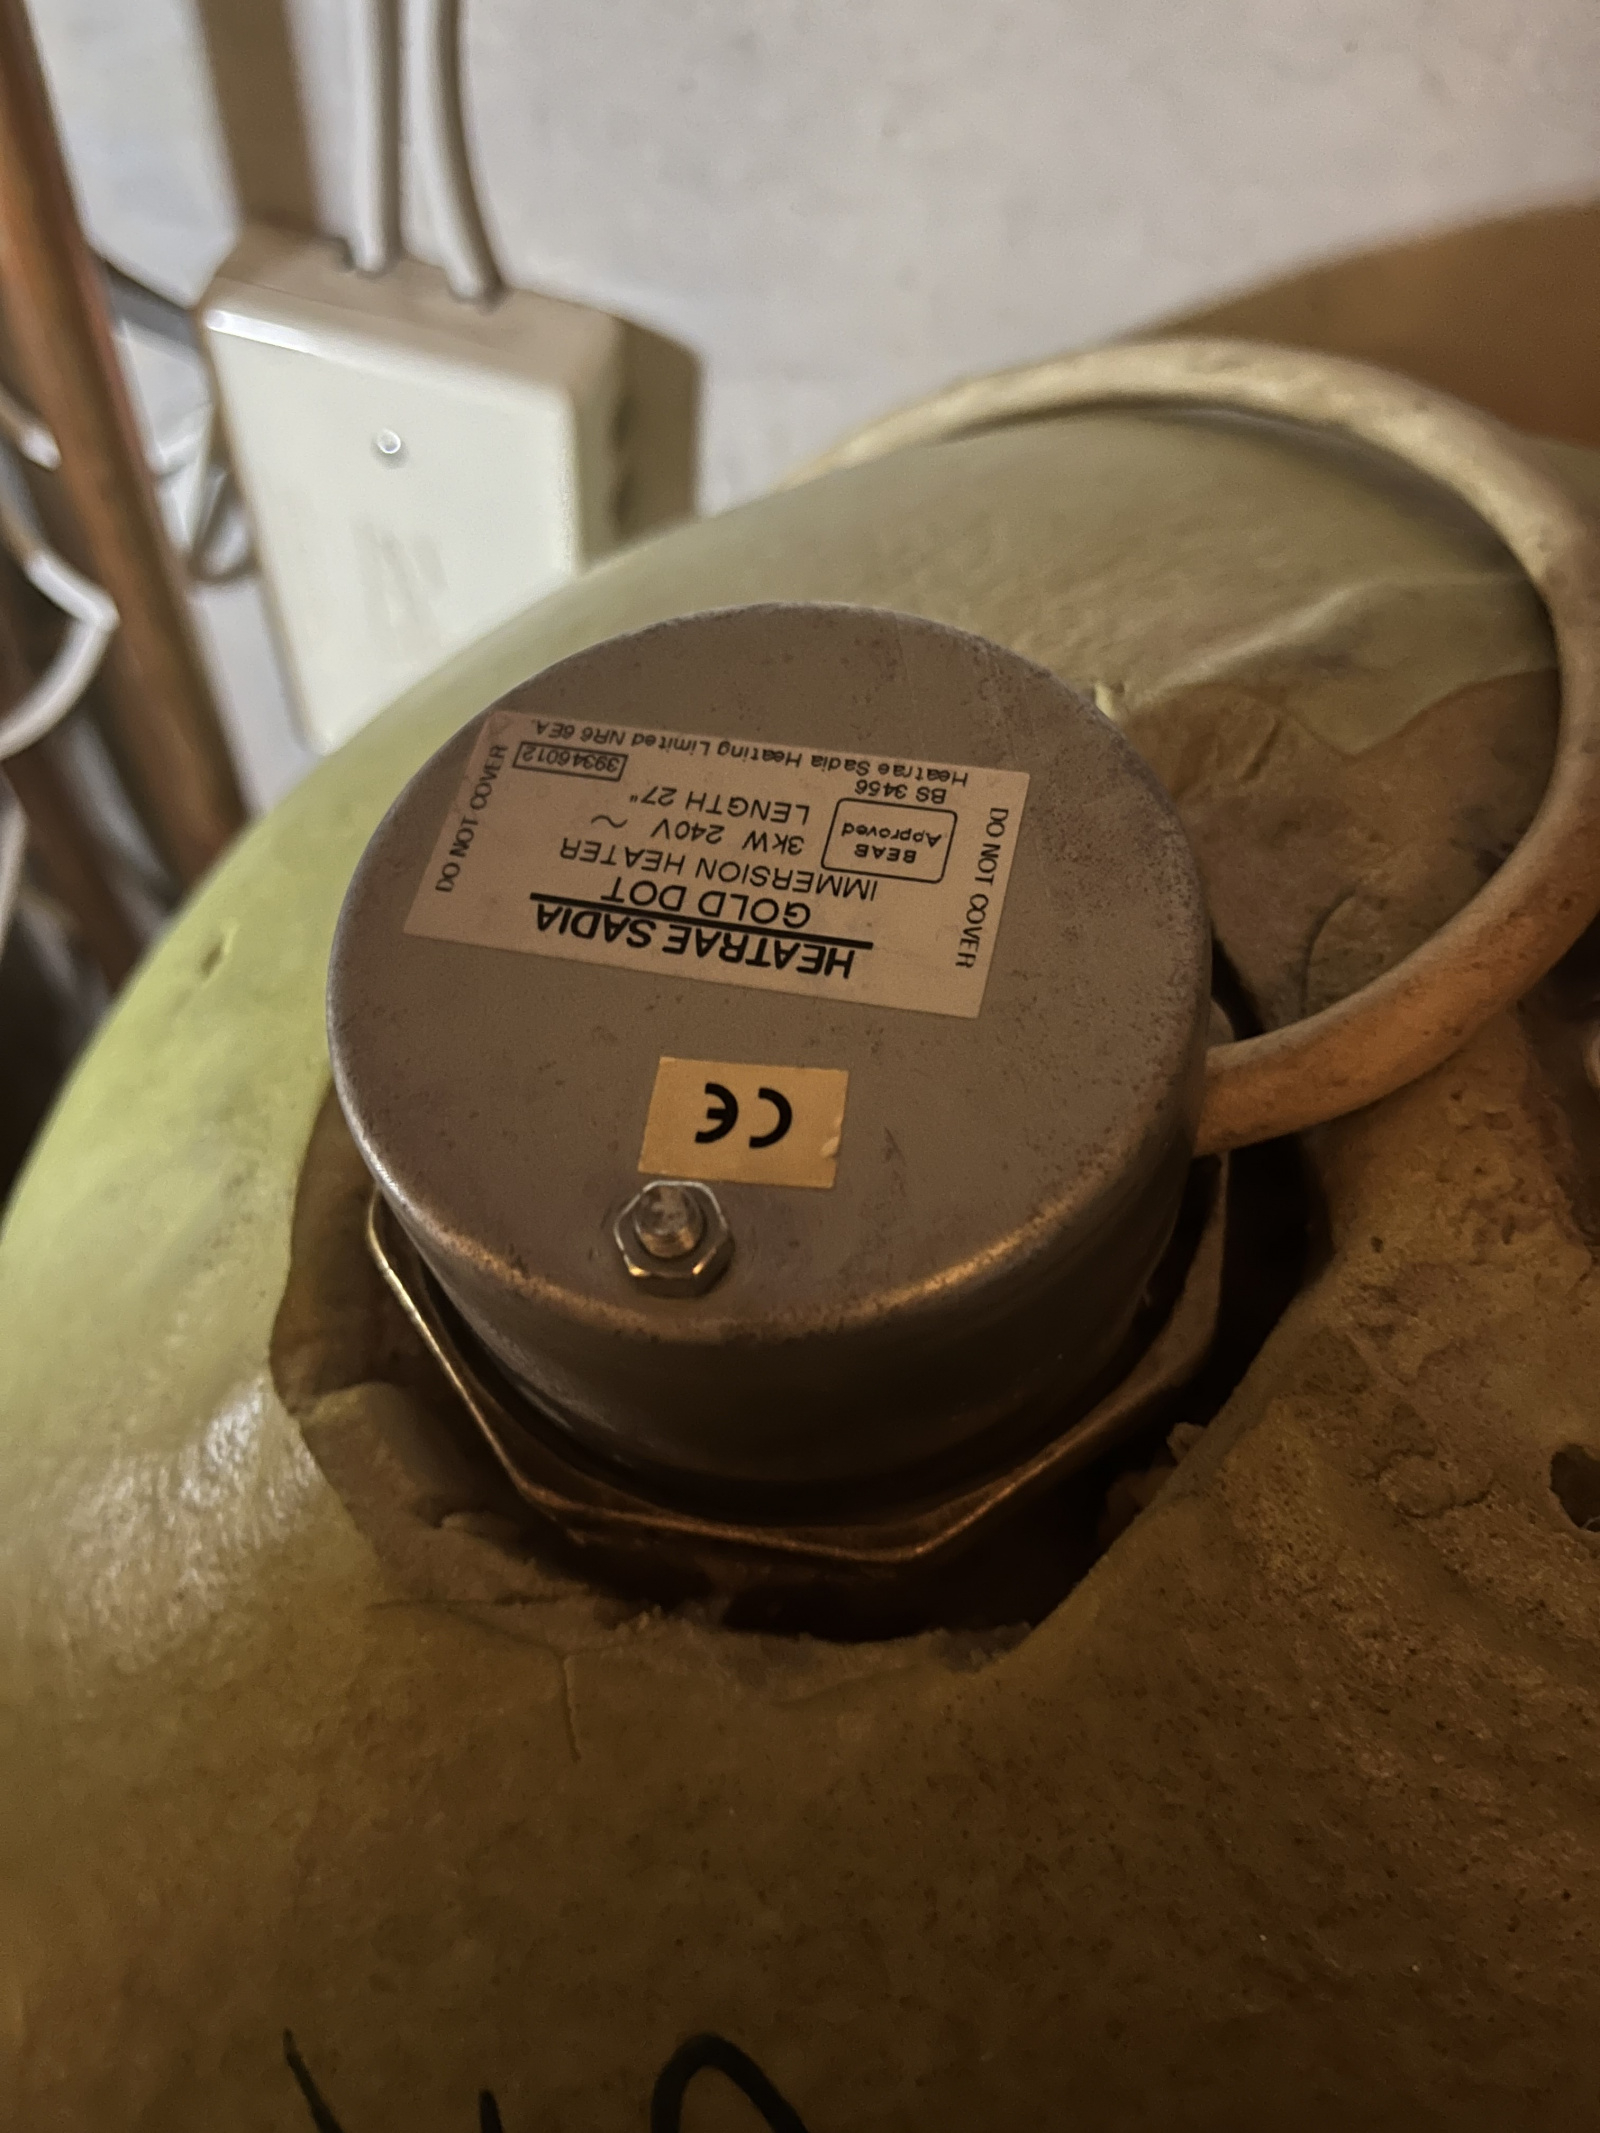 HEATRAE SADIA
GOLD DOT
IMMERSION HEATER
3kW 240V ~
LENGTH 27"
BEAB
Approved
BS 3456
39346012
Heatrae Sadia Heating Limited NR6 6EA.
DO NOT COVER
DO NOT COVER
CE